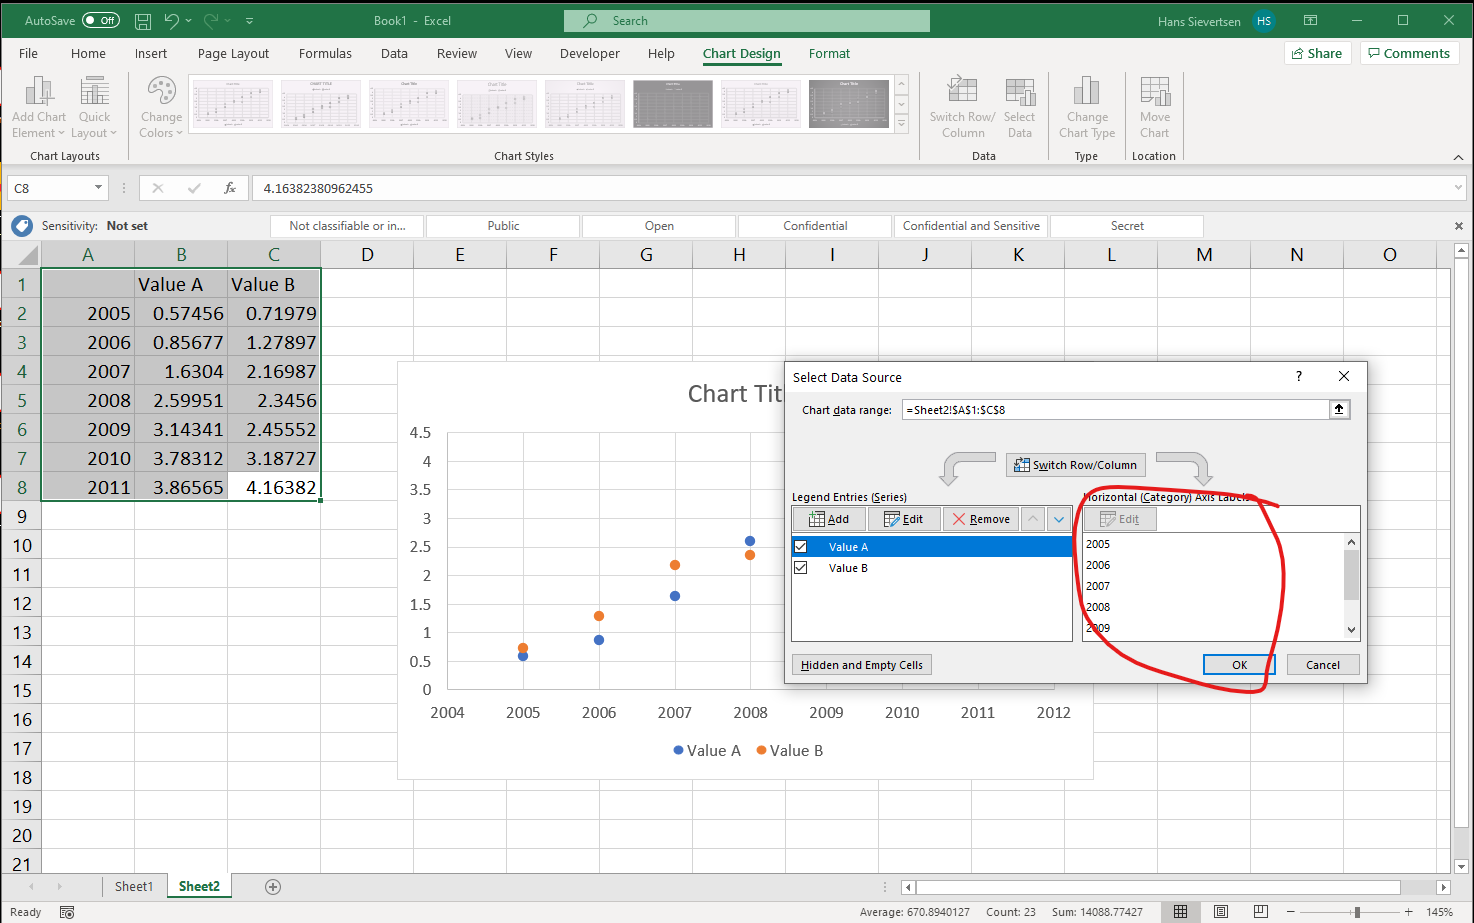 AutoSave Off Book1 - Excel Search Hans Sievertsen HS
File Home Insert Page Layout Formulas Data Review View Developer Help Chart Design Format Share Comments
Add Chart Element Quick Layout Change Colors Switch Row/ Column Select Data Change Chart Type Move Chart
Chart Layouts Chart Styles Data Type Location
C8 fx 4.16382380962455
Sensitivity: Not set Not classifiable or in... Public Open Confidential Confidential and Sensitive Secret
A B C D E F G H I J K L M N O
1 Value A Value B
2 2005 0.57456 0.71979
3 2006 0.85677 1.27897
4 2007 1.6304 2.16987
5 2008 2.59951 2.3456
6 2009 3.14341 2.45552
7 2010 3.78312 3.18727
8 2011 3.86565 4.16382
9
10
11
12
13
14
15
16
17
18
19
20
21
Chart Tit
4.5
4
3.5
3
2.5
2
1.5
1
0.5
0
2004 2005 2006 2007 2008 2009 2010 2011 2012
Value A Value B
Select Data Source ?
Chart data range: =Sheet2!$A$1:$C$8
Switch Row/Column
Legend Entries (Series) Horizontal (Category) Axis Labels
Add Edit Remove Edit
Value A
Value B
2005
2006
2007
2008
2009
Hidden and Empty Cells OK Cancel
Sheet1 Sheet2
Ready Average: 670.8940127 Count: 23 Sum: 14088.77427 145%